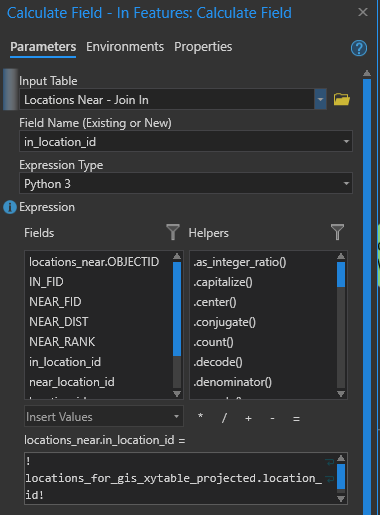 Calculate Field - In Features: Calculate Field
Parameters Environments Properties
Input Table
Locations Near - Join In
Field Name (Existing or New)
in_location_id
Expression Type
Python 3
Expression
Fields
locations_near.OBJECTID
IN_FID
NEAR_FID
NEAR_DIST
NEAR_RANK
in_location_id
near_location_id
Helpers
.as_integer_ratio()
.capitalize()
.center()
.conjugate()
.count()
.decode()
.denominator()
Insert Values * / + - =
locations_near.in_location_id =
!
locations_for_gis_xytable_projected.location_
id!